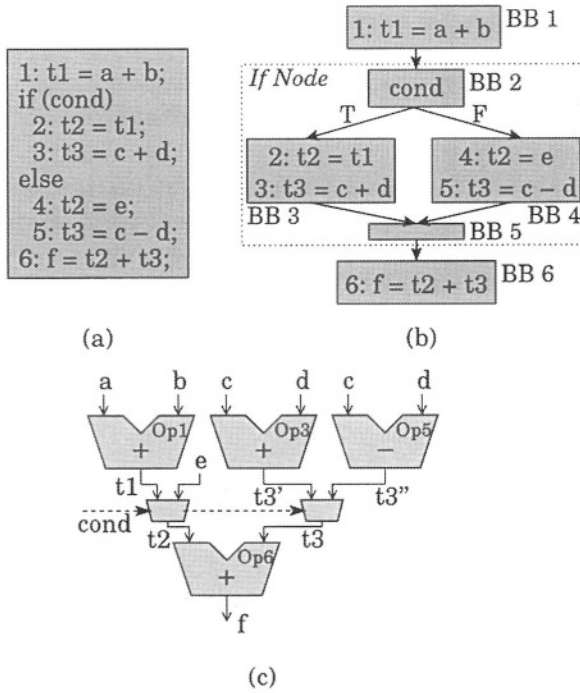 1: t1 = a + b;
if (cond)
2: t2 = t1;
3: t3 = c + d;
else
4: t2 = e;
5: t3 = c − d;
6: f = t2 + t3;
(a)
1: t1 = a + b
BB 1
If Node
cond
BB 2
T
F
2: t2 = t1
3: t3 = c + d
BB 3
4: t2 = e
5: t3 = c − d
BB 4
BB 5
6: f = t2 + t3
BB 6
(b)
a b c d c d
Op1 Op3 Op5
+ + −
e
t1 t3' t3"
cond
t2 t3
Op6
+
f
(c)